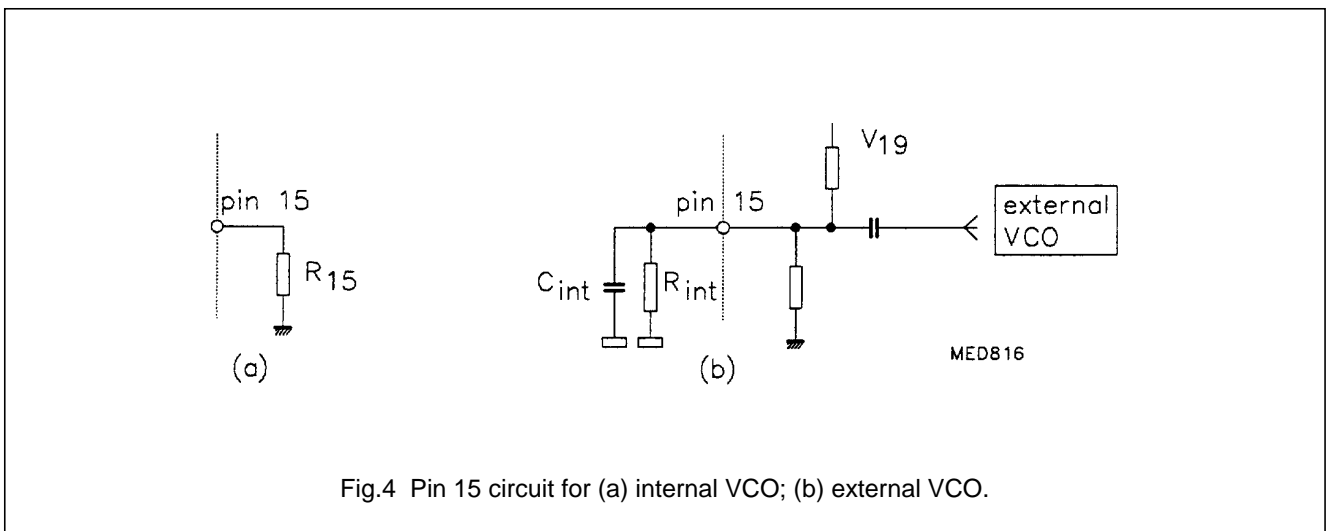 pin 15
R15
(a)
V19
pin 15
Cint
Rint
(b)
external
VCO
MED816
Fig.4 Pin 15 circuit for (a) internal VCO; (b) external VCO.